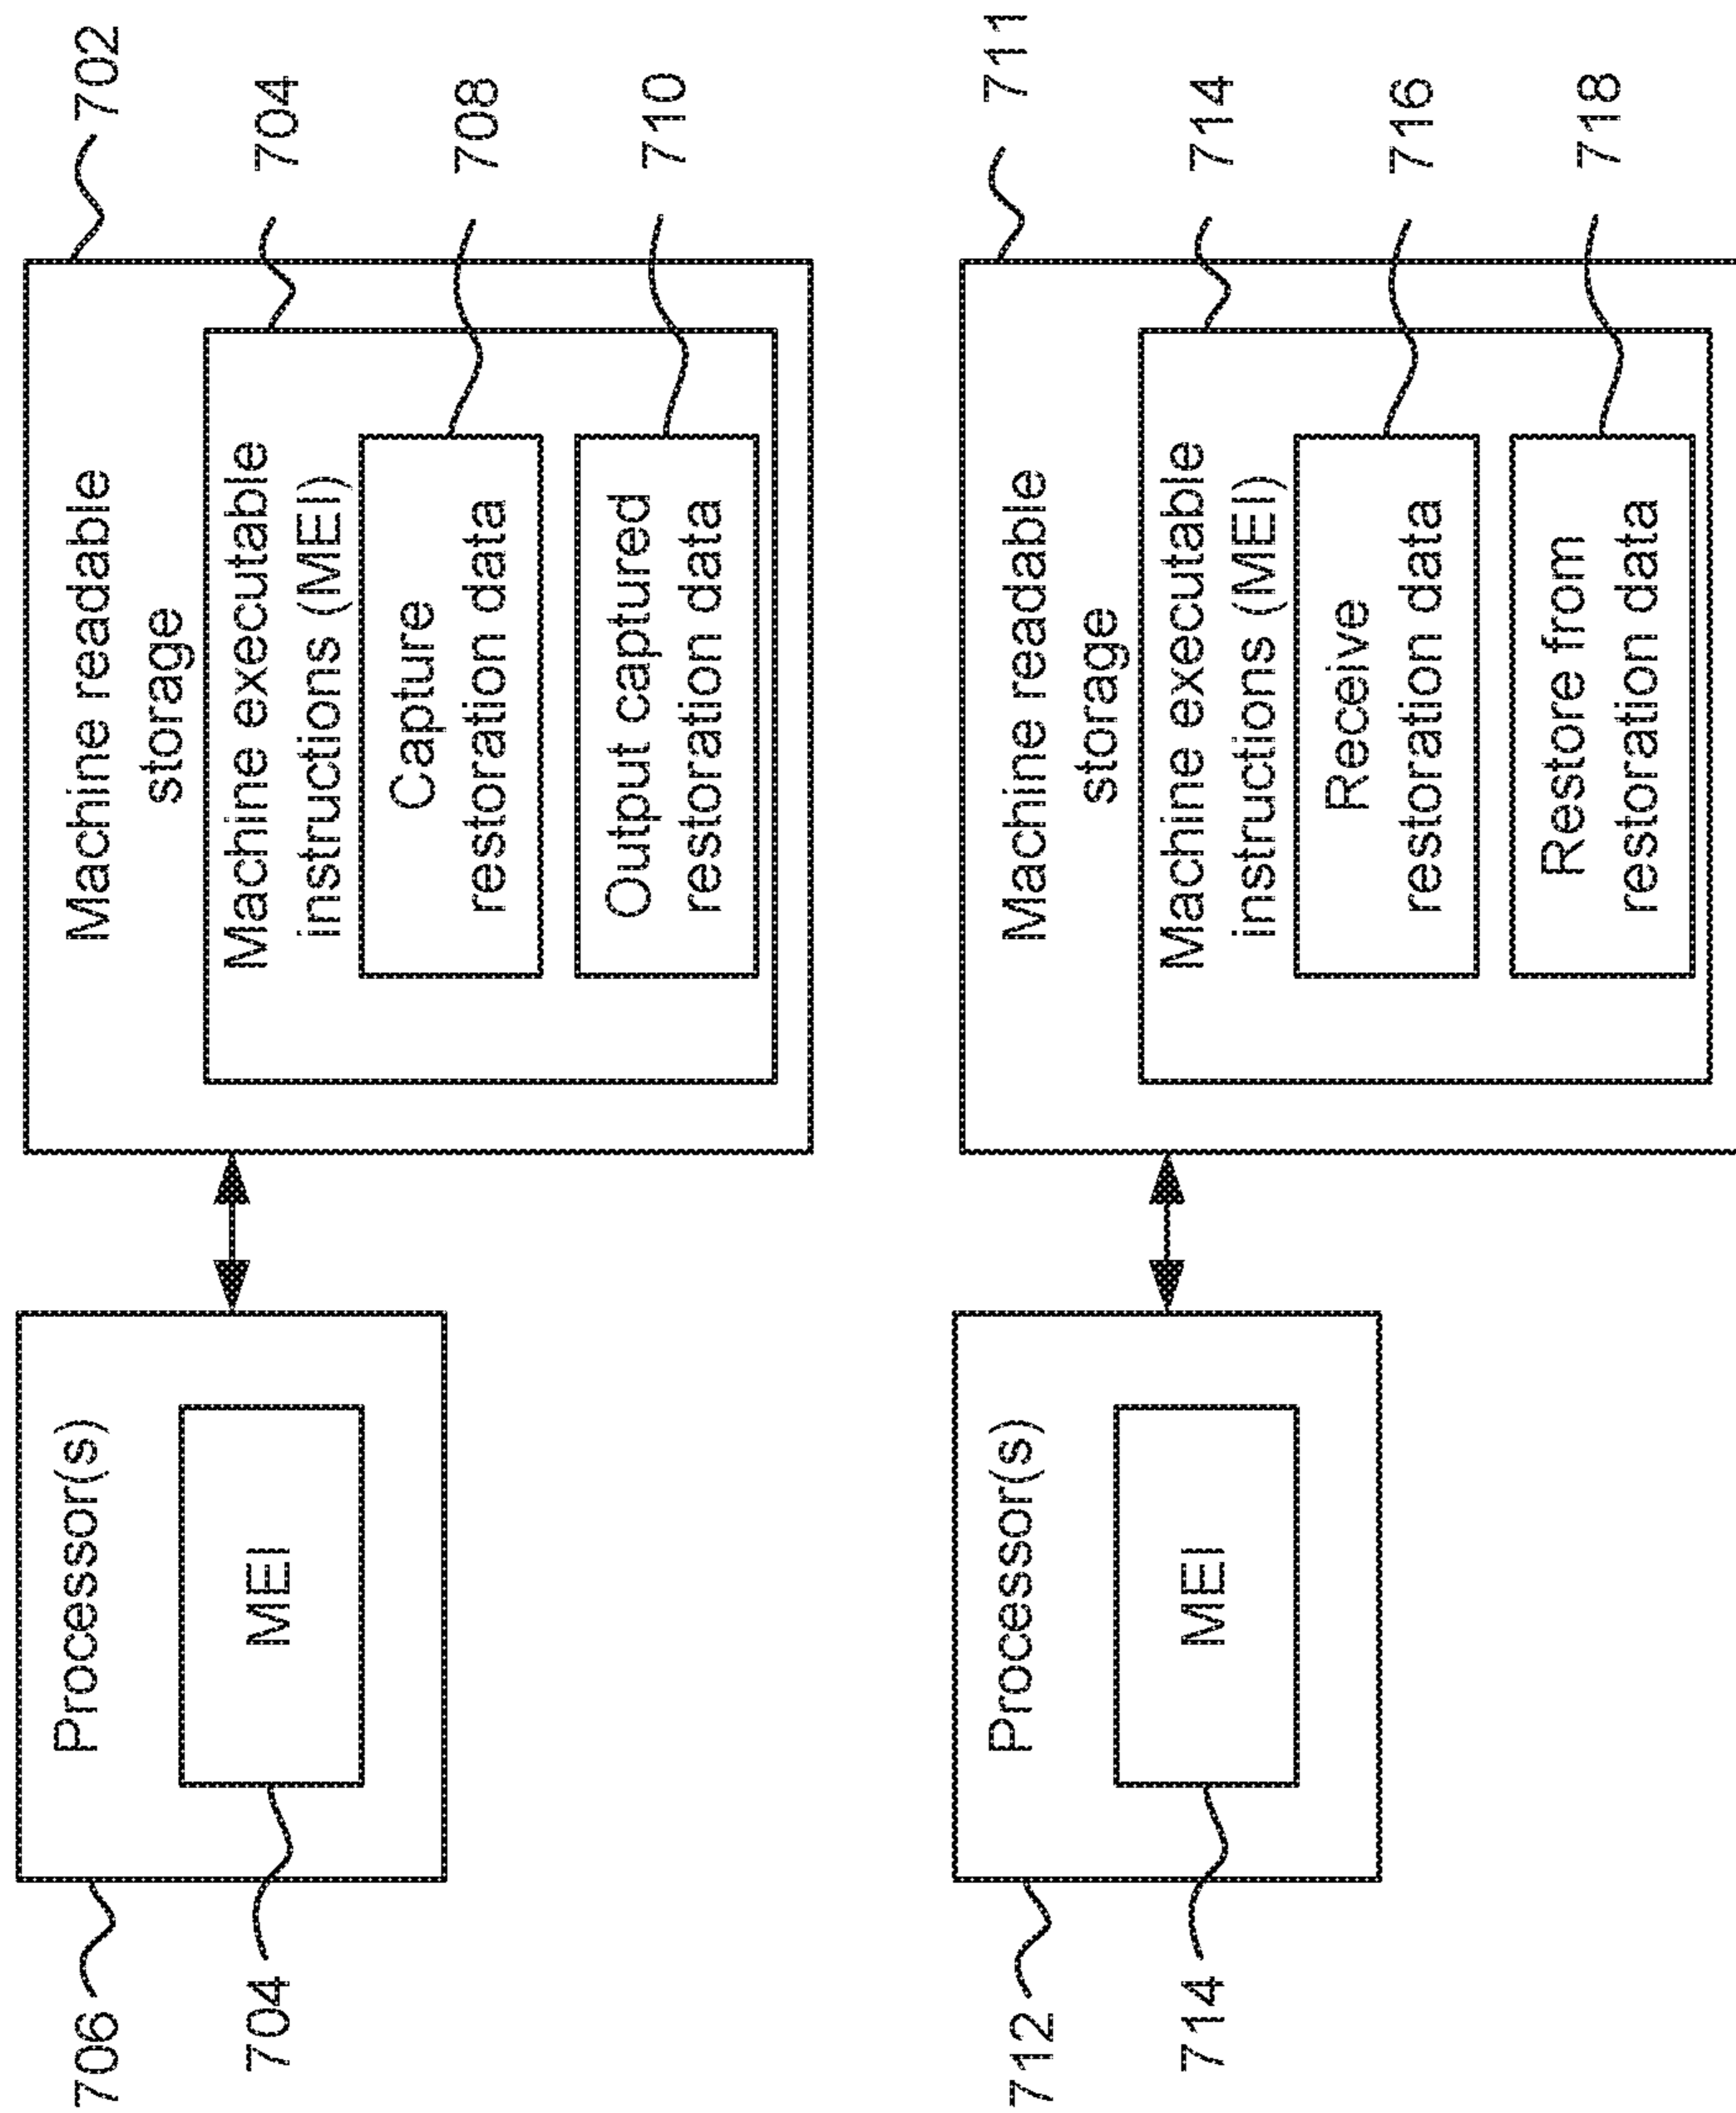 702
Machine readable
storage
704
Machine executable
instructions (MEI)
708
Capture
restoration data
710
Output captured
restoration data
706
Processor(s)
MEI
704
711
Machine readable
storage
714
Machine executable
instructions (MEI)
716
Receive
restoration data
718
Restore from
restoration data
712
Processor(s)
MEI
714